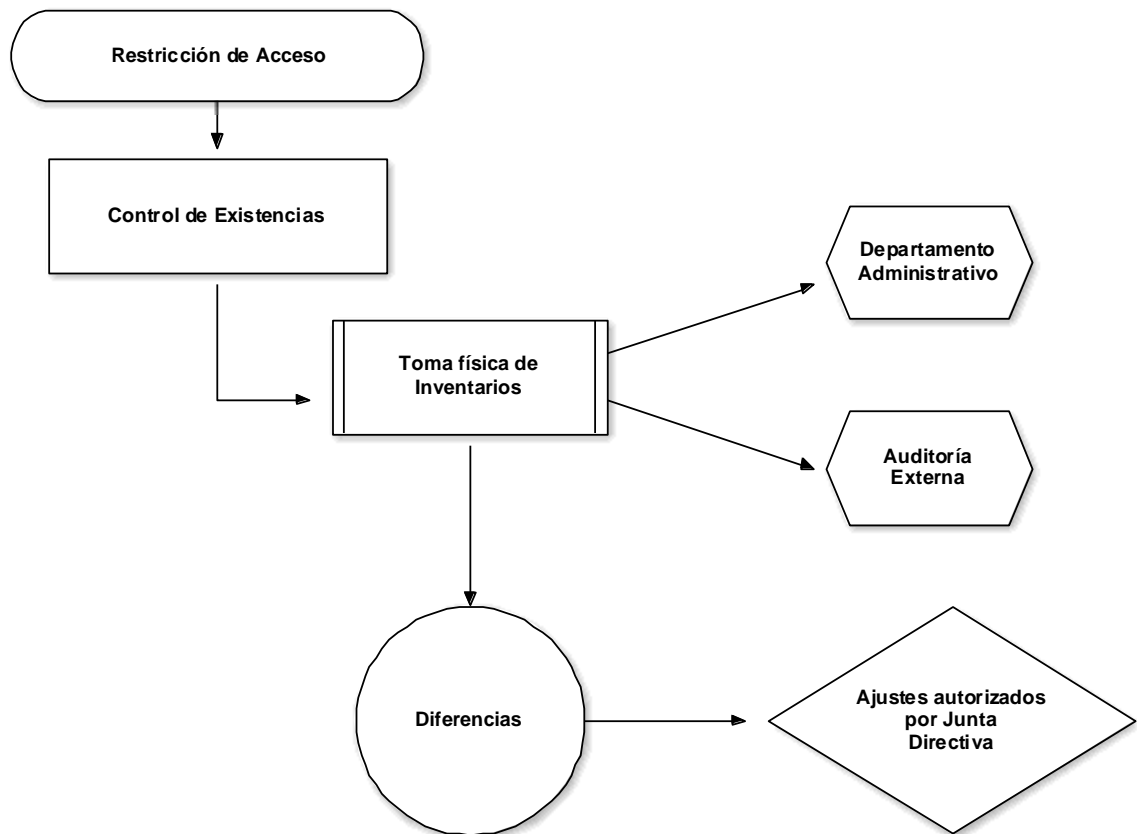 Restricción de Acceso
Control de Existencias
Departamento
Administrativo
Toma física de
Inventarios
Auditoría
Externa
Diferencias
Ajustes autorizados
por Junta
Directiva